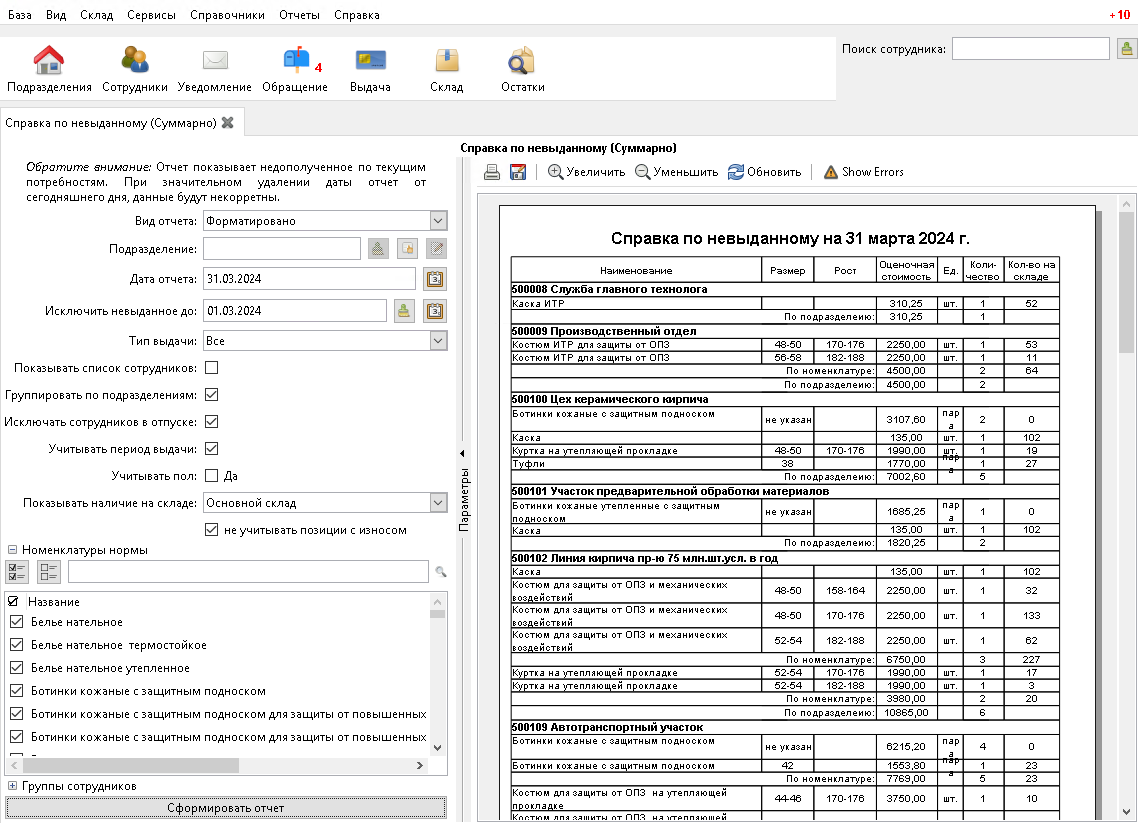 База Вид Склад Сервисы Справочники Отчеты Справка +10
Подразделения Сотрудники Уведомление Обращение 4 Выдача Склад Остатки
Поиск сотрудника:
Справка по невыданному (Суммарно)
Обратите внимание: Отчет показывает недополученное по текущим
потребностям. При значительном удалении даты отчет от
сегодняшнего дня, данные будут некорретны.
Вид отчета: Форматировано
Подразделение:
Дата отчета: 31.03.2024
Исключить невыданное до: 01.03.2024
Тип выдачи: Все
Показывать список сотрудников:
Группировать по подразделениям:
Исключать сотрудников в отпуске:
Учитывать период выдачи:
Учитывать пол: Да
Показывать наличие на складе: Основной склад
не учитывать позиции с износом
Номенклатуры нормы
Название
Белье нательное
Белье нательное термостойкое
Белье нательное утепленное
Ботинки кожаные с защитным подноском
Ботинки кожаные с защитным подноском для защиты от повышенных
Ботинки кожаные с защитным подноском для защиты от повышенных
Группы сотрудников
Сформировать отчет
Параметры
Справка по невыданному (Суммарно)
Увеличить Уменьшить Обновить Show Errors
Справка по невыданному на 31 марта 2024 г.
Наименование Размер Рост Оценочная стоимость Ед. Коли-чество Кол-во на складе
500008 Служба главного технолога
Каска ИТР 310,25 шт. 1 52
По подразделению: 310,25 1
500009 Производственный отдел
Костюм ИТР для защиты от ОПЗ 48-50 170-176 2250,00 шт. 1 53
Костюм ИТР для защиты от ОПЗ 56-58 182-188 2250,00 шт. 1 11
По номенклатуре: 4500,00 2 64
По подразделению: 4500,00 2
500100 Цех керамического кирпича
Ботинки кожаные с защитным подноском не указан 3107,60 пара 2 0
Каска 135,00 шт. 1 102
Куртка на утепляющей прокладке 48-50 170-176 1990,00 шт. 1 19
Туфли 38 1770,00 пара 1 27
По подразделению: 7002,60 5
500101 Участок предварительной обработки материалов
Ботинки кожаные утепленные с защитным
подноском не указан 1685,25 пара 1 0
Каска 135,00 шт. 1 102
По подразделению: 1820,25 2
500102 Линия кирпича пр-ю 75 млн.шт.усл. в год
Каска 135,00 шт. 1 102
Костюм для защиты от ОПЗ и механических
воздействий 48-50 158-164 2250,00 шт. 1 32
Костюм для защиты от ОПЗ и механических
воздействий 48-50 170-176 2250,00 шт. 1 133
Костюм для защиты от ОПЗ и механических
воздействий 52-54 182-188 2250,00 шт. 1 62
По номенклатуре: 6750,00 3 227
Куртка на утепляющей прокладке 52-54 170-176 1990,00 шт. 1 17
Куртка на утепляющей прокладке 52-54 182-188 1990,00 шт. 1 3
По номенклатуре: 3980,00 2 20
По подразделению: 10865,00 6
500109 Автотранспортный участок
Ботинки кожаные с защитным подноском не указан 6215,20 пара 4 0
Ботинки кожаные с защитным подноском 42 1553,80 пара 1 23
По номенклатуре: 7769,00 5 23
Костюм для защиты от ОПЗ на утепляющей
прокладке 44-46 170-176 3750,00 шт. 1 10
Костюм для защиты от ОПЗ на утепляющей